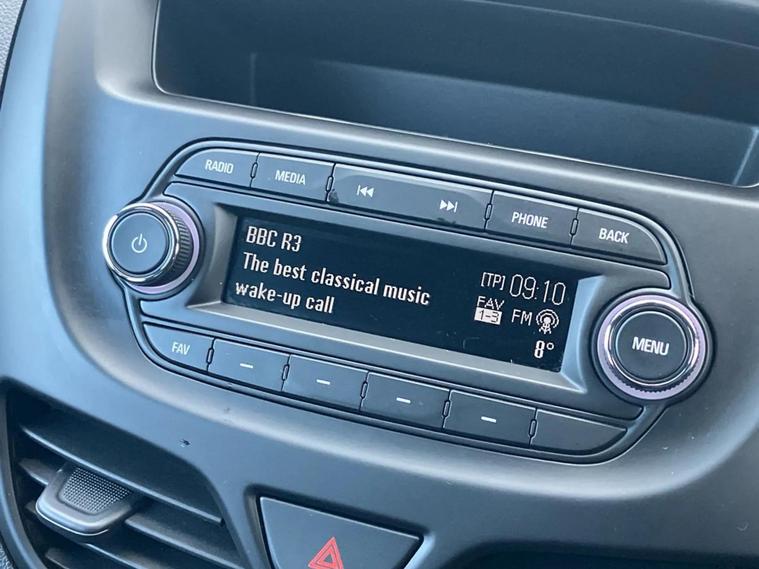 RADIO
MEDIA
PHONE
BACK
BBC R3
The best classical music
wake-up call
[TP] 09:10
FAV
1-3
FM
8°
MENU
FAV